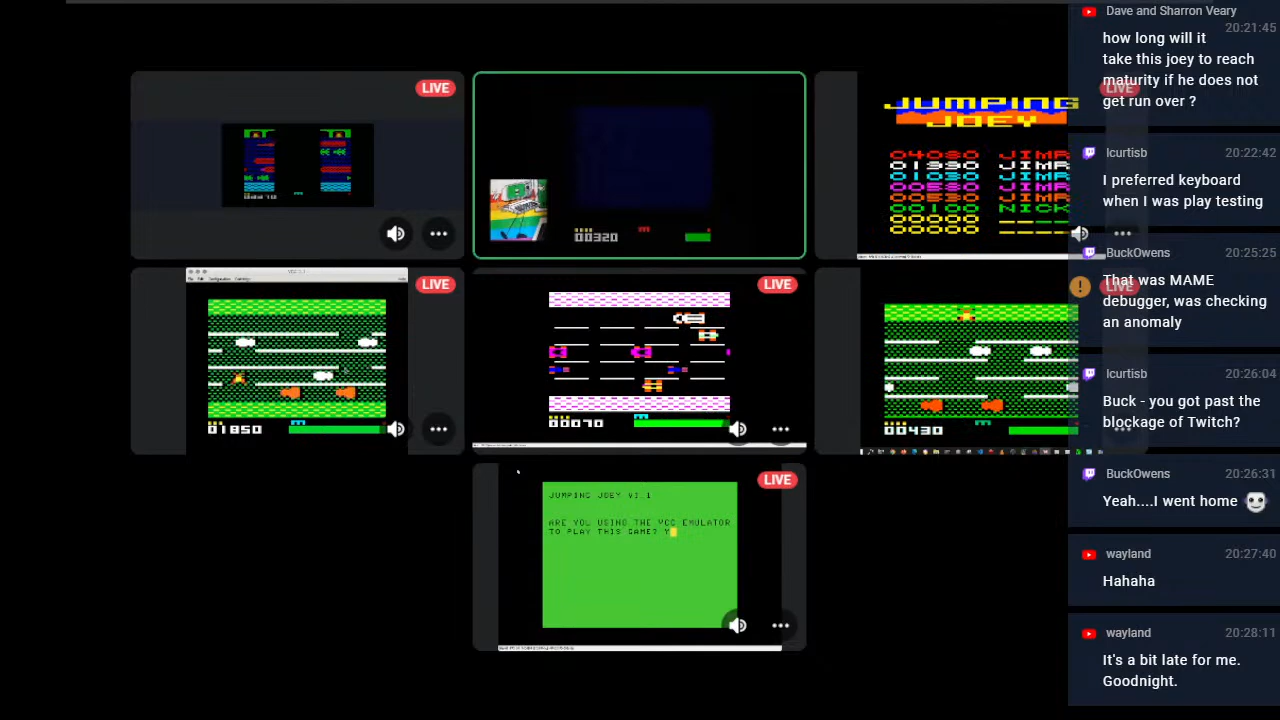 LIVE
00670
00320
JUMPING
JOEY
04080 JIMR
01390 JIMR
01030 JIMR
00590 JIMR
00530 JIMR
00100 NICK
00000
00000
LIVE
LIVE
01850
LIVE
00070
LIVE
00430
LIVE
JUMPING JOEY V1.1
ARE YOU USING THE VCC EMULATOR
TO PLAY THIS GAME? Y
LIVE
Dave and Sharron Veary
20:21:45
how long will it
take this joey to reach
maturity if he does not
get run over ?
lcurtisb 20:22:42
I preferred keyboard
when I was play testing
BuckOwens 20:25:25
That was MAME
debugger, was checking
an anomaly
lcurtisb 20:26:04
Buck - you got past the
blockage of Twitch?
BuckOwens 20:26:31
Yeah....I went home
wayland 20:27:40
Hahaha
wayland 20:28:11
It's a bit late for me.
Goodnight.